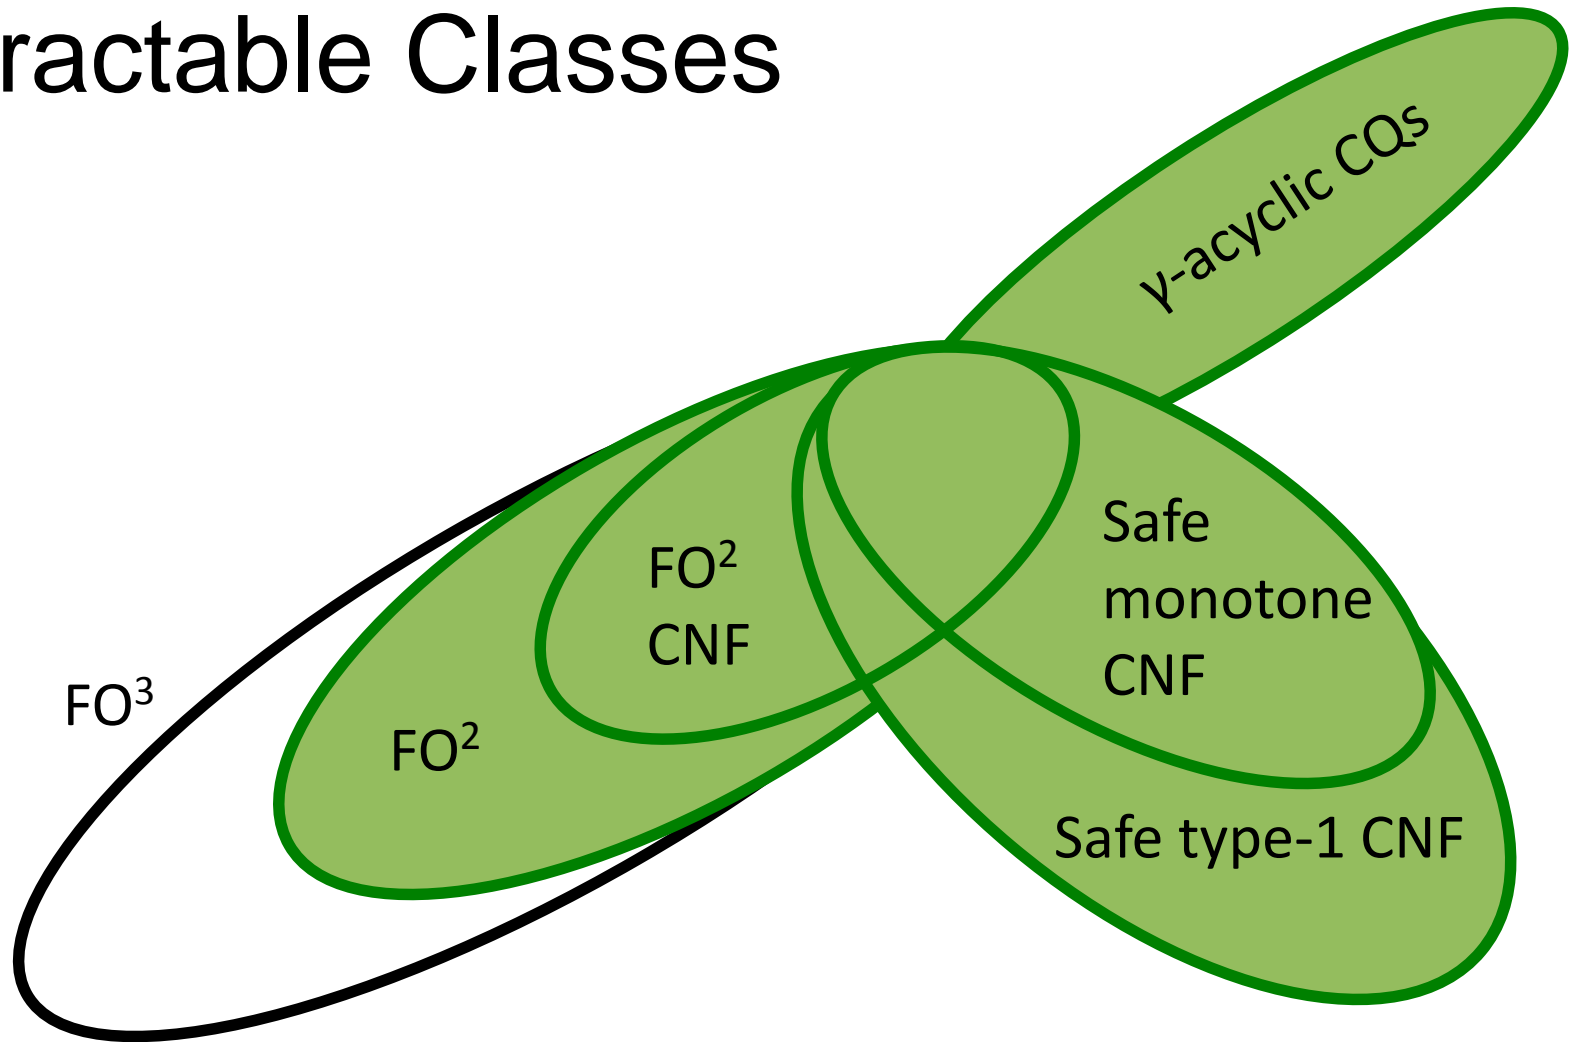 ractable Classes
γ-acyclic CQs
Safe
monotone
CNF
FO²
CNF
FO³
FO²
Safe type-1 CNF